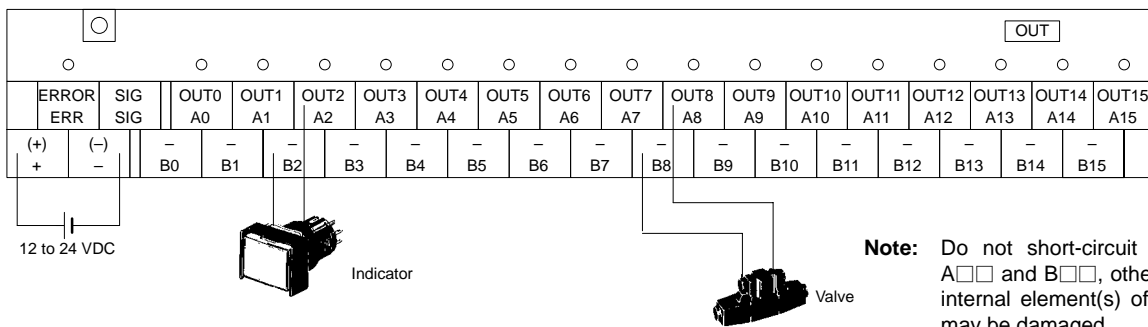 OUT
ERROR SIG OUT0 OUT1 OUT2 OUT3 OUT4 OUT5 OUT6 OUT7 OUT8 OUT9 OUT10 OUT11 OUT12 OUT13 OUT14 OUT15
ERR SIG A0 A1 A2 A3 A4 A5 A6 A7 A8 A9 A10 A11 A12 A13 A14 A15
(+) (–) – – – – – – – – – – – – – – – –
+ – B0 B1 B2 B3 B4 B5 B6 B7 B8 B9 B10 B11 B12 B13 B14 B15
12 to 24 VDC
Indicator
Valve
Note: Do not short-circuit
A□□ and B□□, othe
internal element(s) of
may be damaged